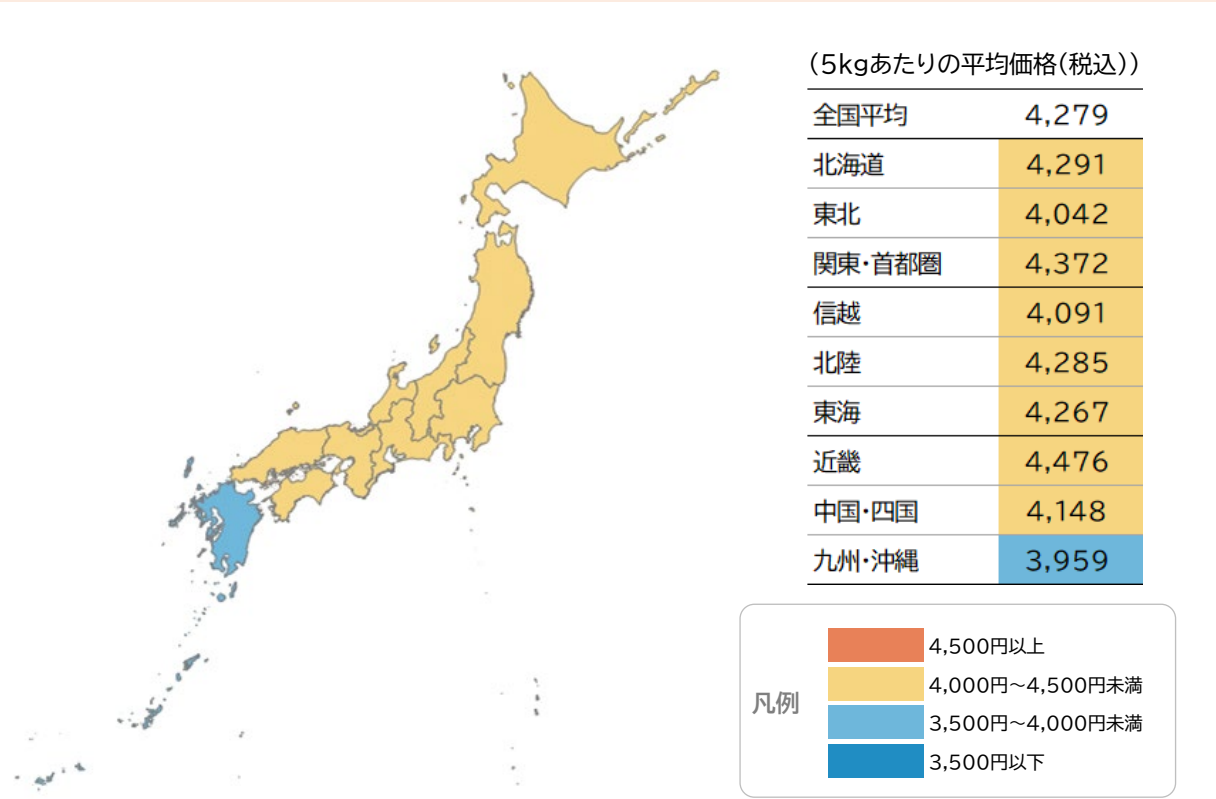 （5kgあたりの平均価格（税込））
全国平均 4,279
北海道 4,291
東北 4,042
関東・首都圏 4,372
信越 4,091
北陸 4,285
東海 4,267
近畿 4,476
中国・四国 4,148
九州・沖縄 3,959
凡例
4,500円以上
4,000円～4,500円未満
3,500円～4,000円未満
3,500円以下